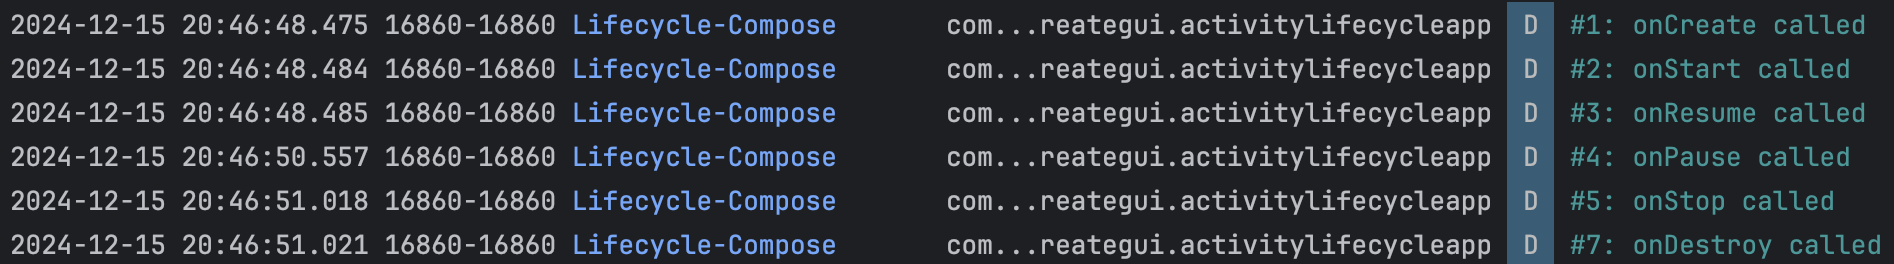 2024-12-15 20:46:48.475 16860-16860 Lifecycle-Compose com...reategui.activitylifecycleapp D #1: onCreate called
2024-12-15 20:46:48.484 16860-16860 Lifecycle-Compose com...reategui.activitylifecycleapp D #2: onStart called
2024-12-15 20:46:48.485 16860-16860 Lifecycle-Compose com...reategui.activitylifecycleapp D #3: onResume called
2024-12-15 20:46:50.557 16860-16860 Lifecycle-Compose com...reategui.activitylifecycleapp D #4: onPause called
2024-12-15 20:46:51.018 16860-16860 Lifecycle-Compose com...reategui.activitylifecycleapp D #5: onStop called
2024-12-15 20:46:51.021 16860-16860 Lifecycle-Compose com...reategui.activitylifecycleapp D #7: onDestroy called